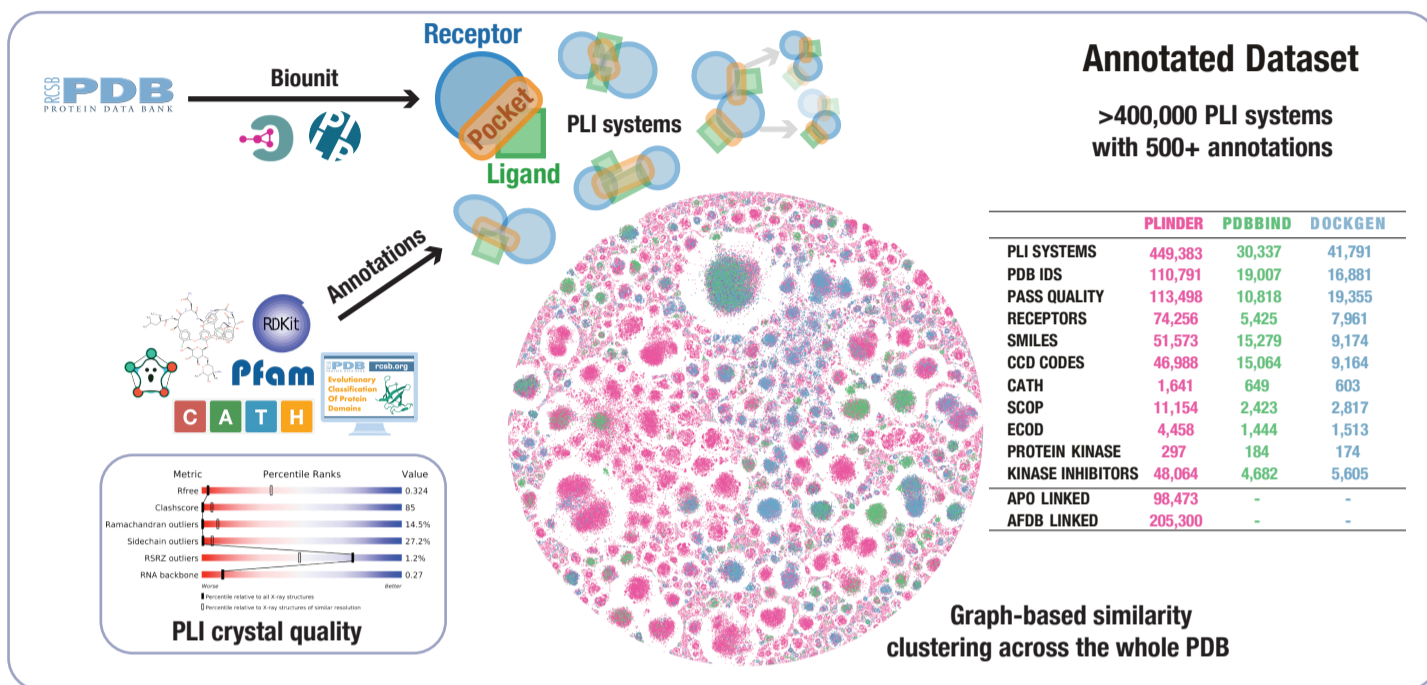 RCSB PDB
PROTEIN DATA BANK
Biounit
Receptor
Pocket
Ligand
PLI systems
Annotations
RDKit
Pfam
CATH
PDB rcsb.org
Evolutionary
Classification
Of Protein
Domains
Metric Percentile Ranks Value
Rfree 0.324
Clashscore 85
Ramachandran outliers 14.5%
Sidechain outliers 27.2%
RSRZ outliers 1.2%
RNA backbone 0.27
Worse Better
Percentile relative to all X-ray structures
Percentile relative to X-ray structures of similar resolution
PLI crystal quality
Annotated Dataset
>400,000 PLI systems
with 500+ annotations
PLINDER PDBBIND DOCKGEN
PLI SYSTEMS 449,383 30,337 41,791
PDB IDS 110,791 19,007 16,881
PASS QUALITY 113,498 10,818 19,355
RECEPTORS 74,256 5,425 7,961
SMILES 51,573 15,279 9,174
CCD CODES 46,988 15,064 9,164
CATH 1,641 649 603
SCOP 11,154 2,423 2,817
ECOD 4,458 1,444 1,513
PROTEIN KINASE 297 184 174
KINASE INHIBITORS 48,064 4,682 5,605
APO LINKED 98,473 - -
AFDB LINKED 205,300 - -
Graph-based similarity
clustering across the whole PDB